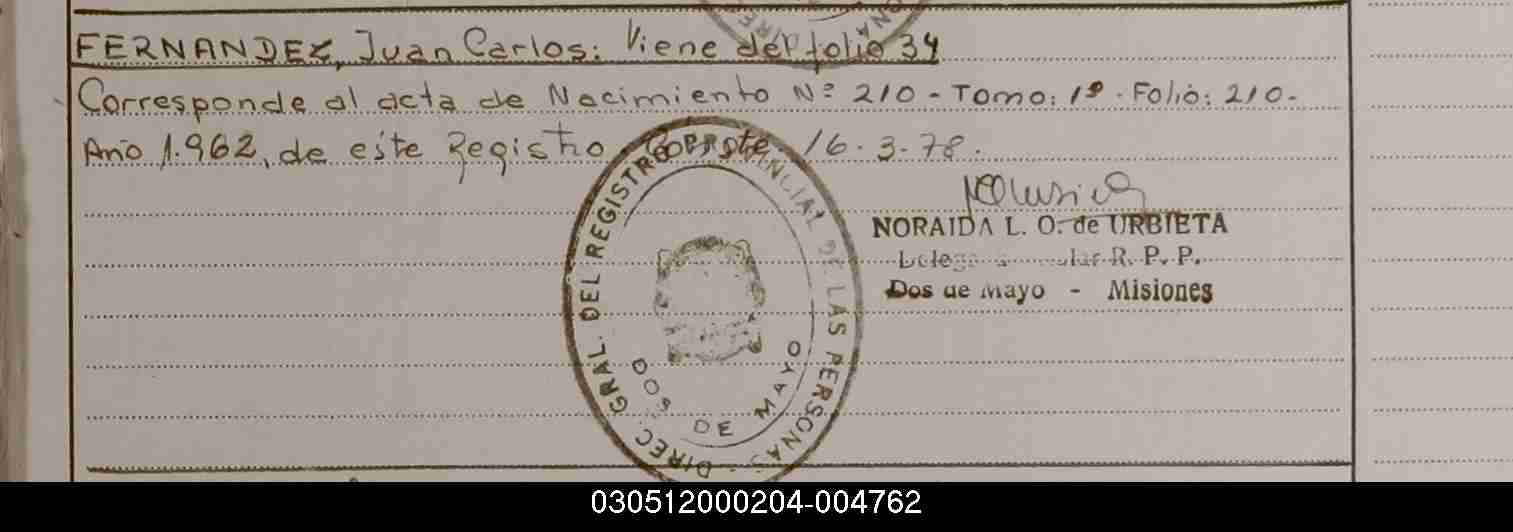 FERNANDEZ, Juan Carlos: Viene del folio 34
Corresponde al acta de Nacimiento Nº 210 - Tomo: 1º - Folio: 210 -
Año 1.962, de este Registro 16-3-78.
NORAIDA L. O. de URBIETA
R. P. P.
Dos de Mayo - Misiones
DIREC. GRAL. DEL REGISTRO PROVINCIAL DE LAS PERSONAS
DOS DE MAYO
030512000204-004762